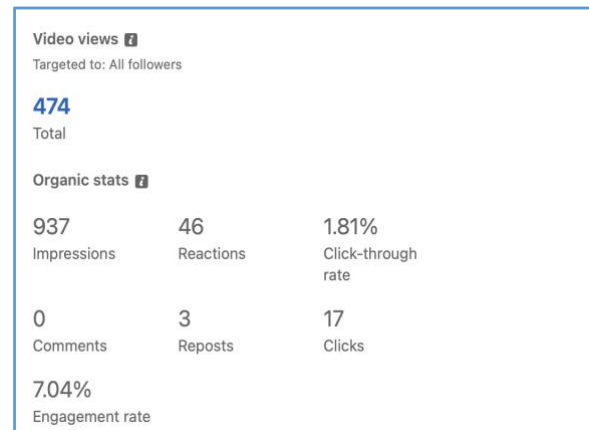 Video views
Targeted to: All followers
474
Total
Organic stats
937 46 1.81%
Impressions Reactions Click-through
rate
0 3 17
Comments Reposts Clicks
7.04%
Engagement rate